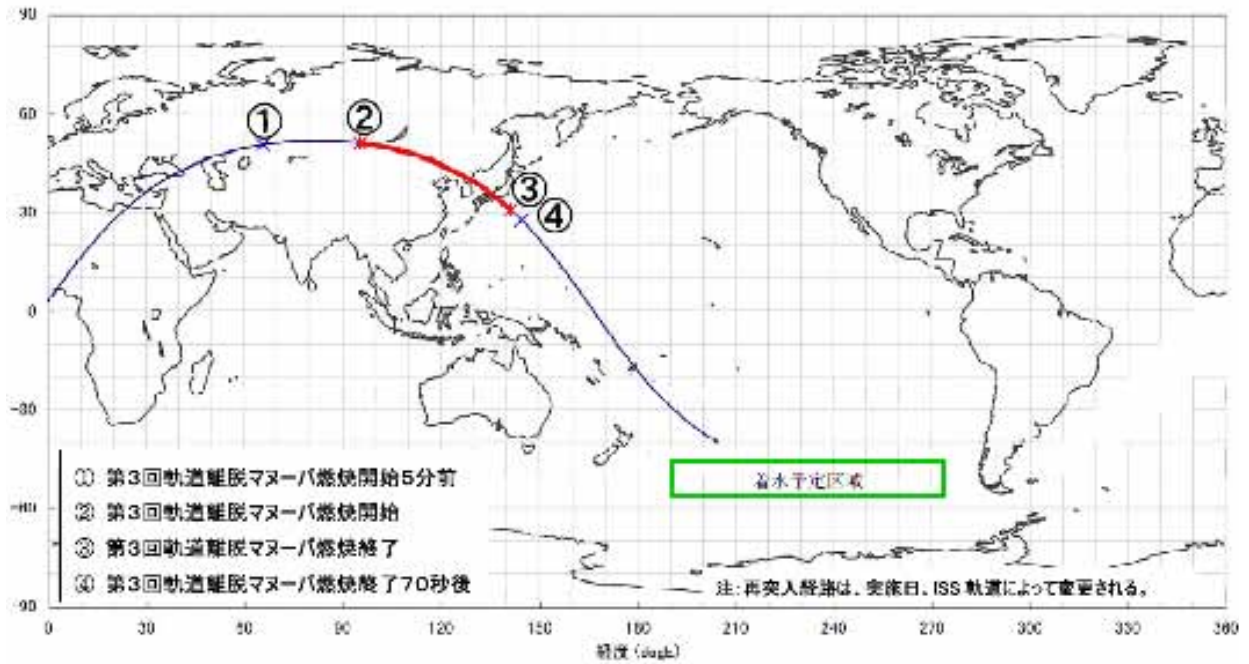 90
60
30
0
-30
-60
-90
①
②
③
④
着水予定区域
① 第3回軌道離脱マヌーバ燃焼開始5分前
② 第3回軌道離脱マヌーバ燃焼開始
③ 第3回軌道離脱マヌーバ燃焼終了
④ 第3回軌道離脱マヌーバ燃焼終了70秒後
注:再突入経路は、実施日、ISS 軌道によって変更される。
0 30 60 90 120 150 180 210 240 270 300 330 360
経度